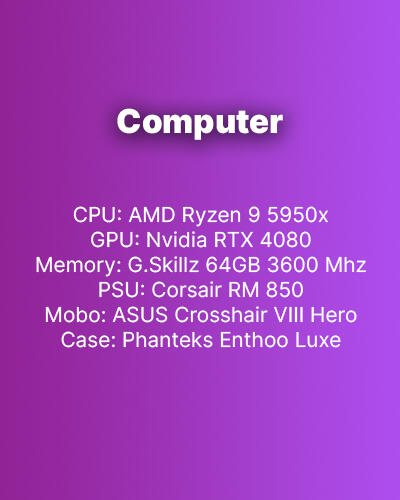 Computer
CPU: AMD Ryzen 9 5950x
GPU: Nvidia RTX 4080
Memory: G.Skillz 64GB 3600 Mhz
PSU: Corsair RM 850
Mobo: ASUS Crosshair VIII Hero
Case: Phanteks Enthoo Luxe